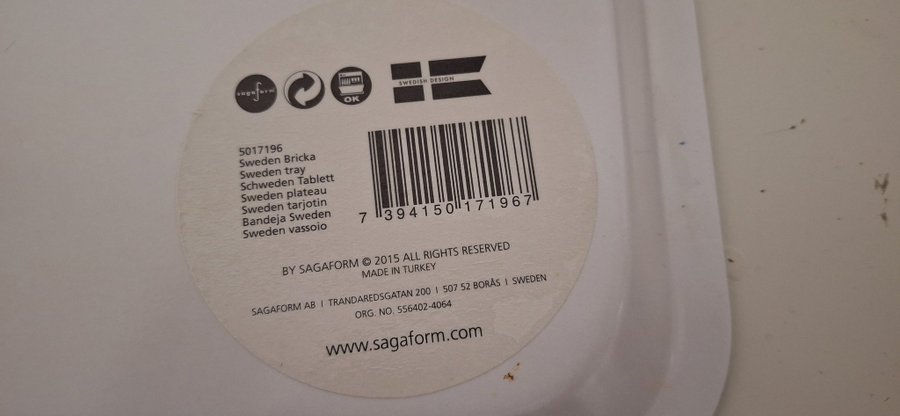 sagaform
OK
SWEDISH DESIGN
5017196
Sweden Bricka
Sweden tray
Schweden Tablett
Sweden plateau
Sweden tarjotin
Bandeja Sweden
Sweden vassoio
7 394150 171967
BY SAGAFORM © 2015 ALL RIGHTS RESERVED
MADE IN TURKEY
SAGAFORM AB I TRANDAREDSGATAN 200 I 507 52 BORÅS I SWEDEN
ORG. NO. 556402-4064
www.sagaform.com